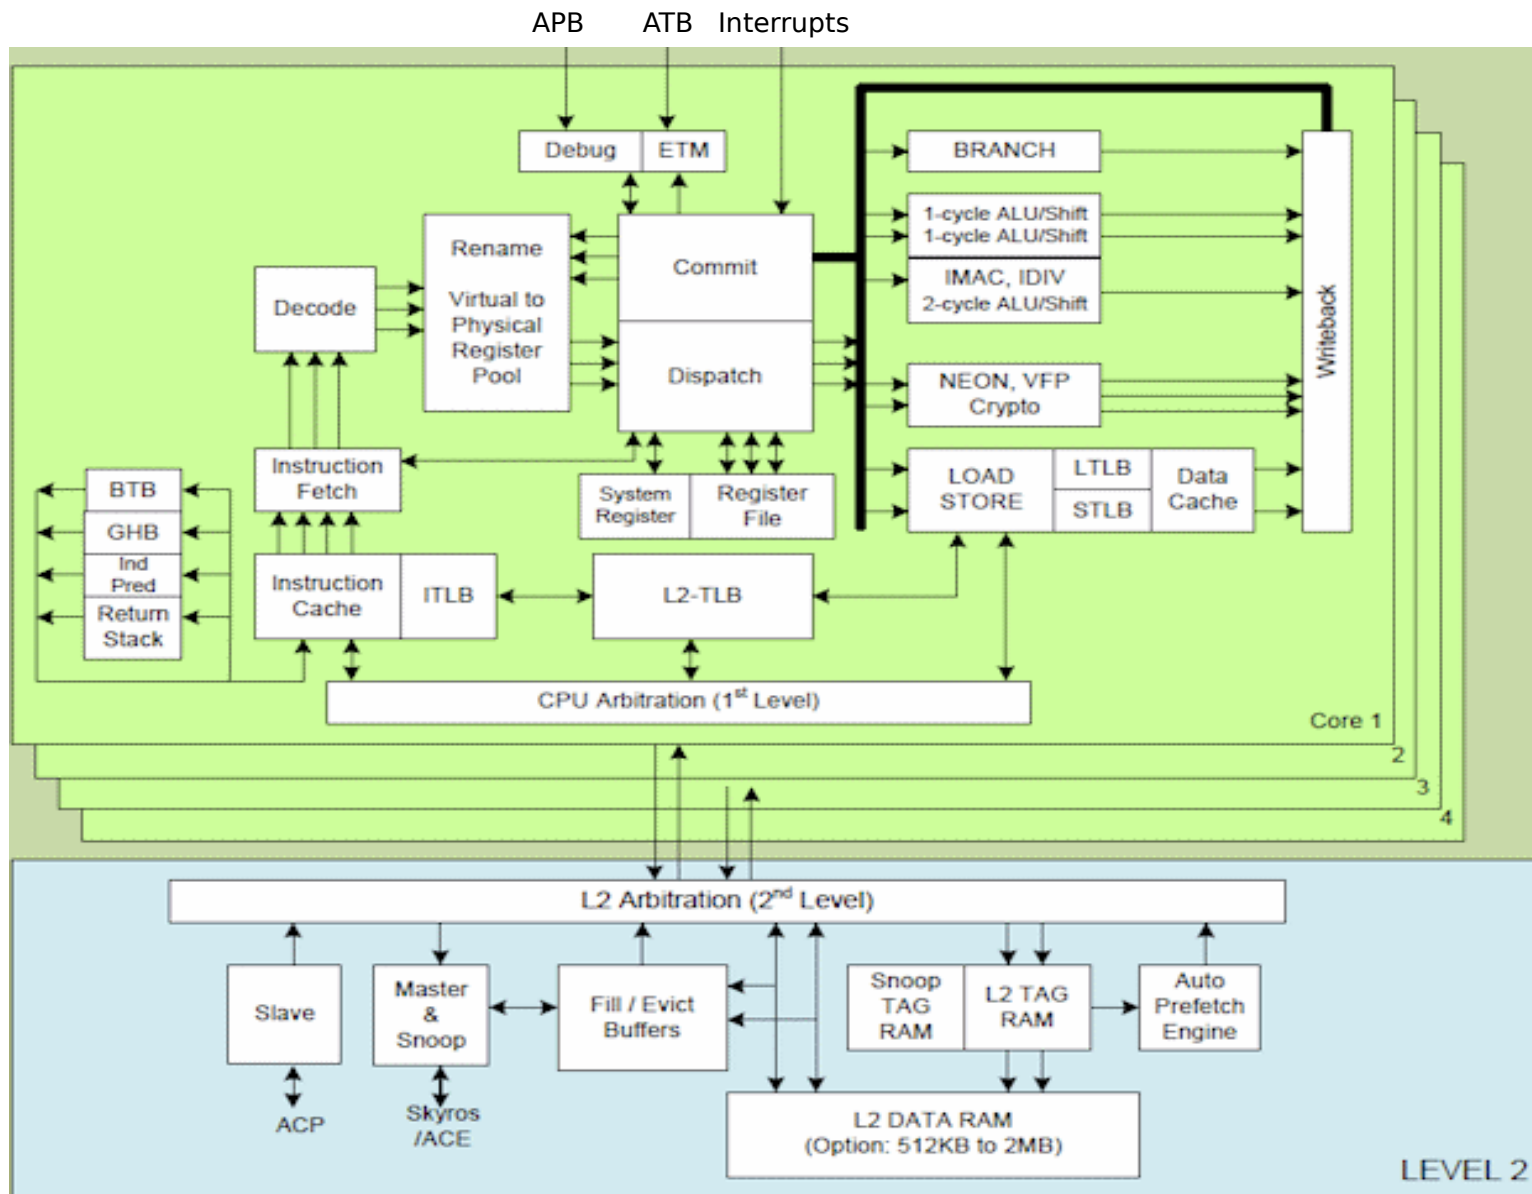 APB ATB Interrupts
Debug ETM
BRANCH
Rename
Virtual to
Physical
Register
Pool
Commit
1-cycle ALU/Shift
1-cycle ALU/Shift
IMAC, IDIV
2-cycle ALU/Shift
Decode
Dispatch
NEON, VFP
Crypto
Writeback
Instruction
Fetch
System
Register
Register
File
LOAD
STORE
LTLB
STLB
Data
Cache
BTB
GHB
Ind
Pred
Return
Stack
Instruction
Cache
ITLB
L2-TLB
CPU Arbitration (1st Level)
Core 1
2
3
4
L2 Arbitration (2nd Level)
Slave
Master
&
Snoop
Fill / Evict
Buffers
Snoop
TAG
RAM
L2 TAG
RAM
Auto
Prefetch
Engine
ACP
Skyros
/ACE
L2 DATA RAM
(Option: 512KB to 2MB)
LEVEL 2